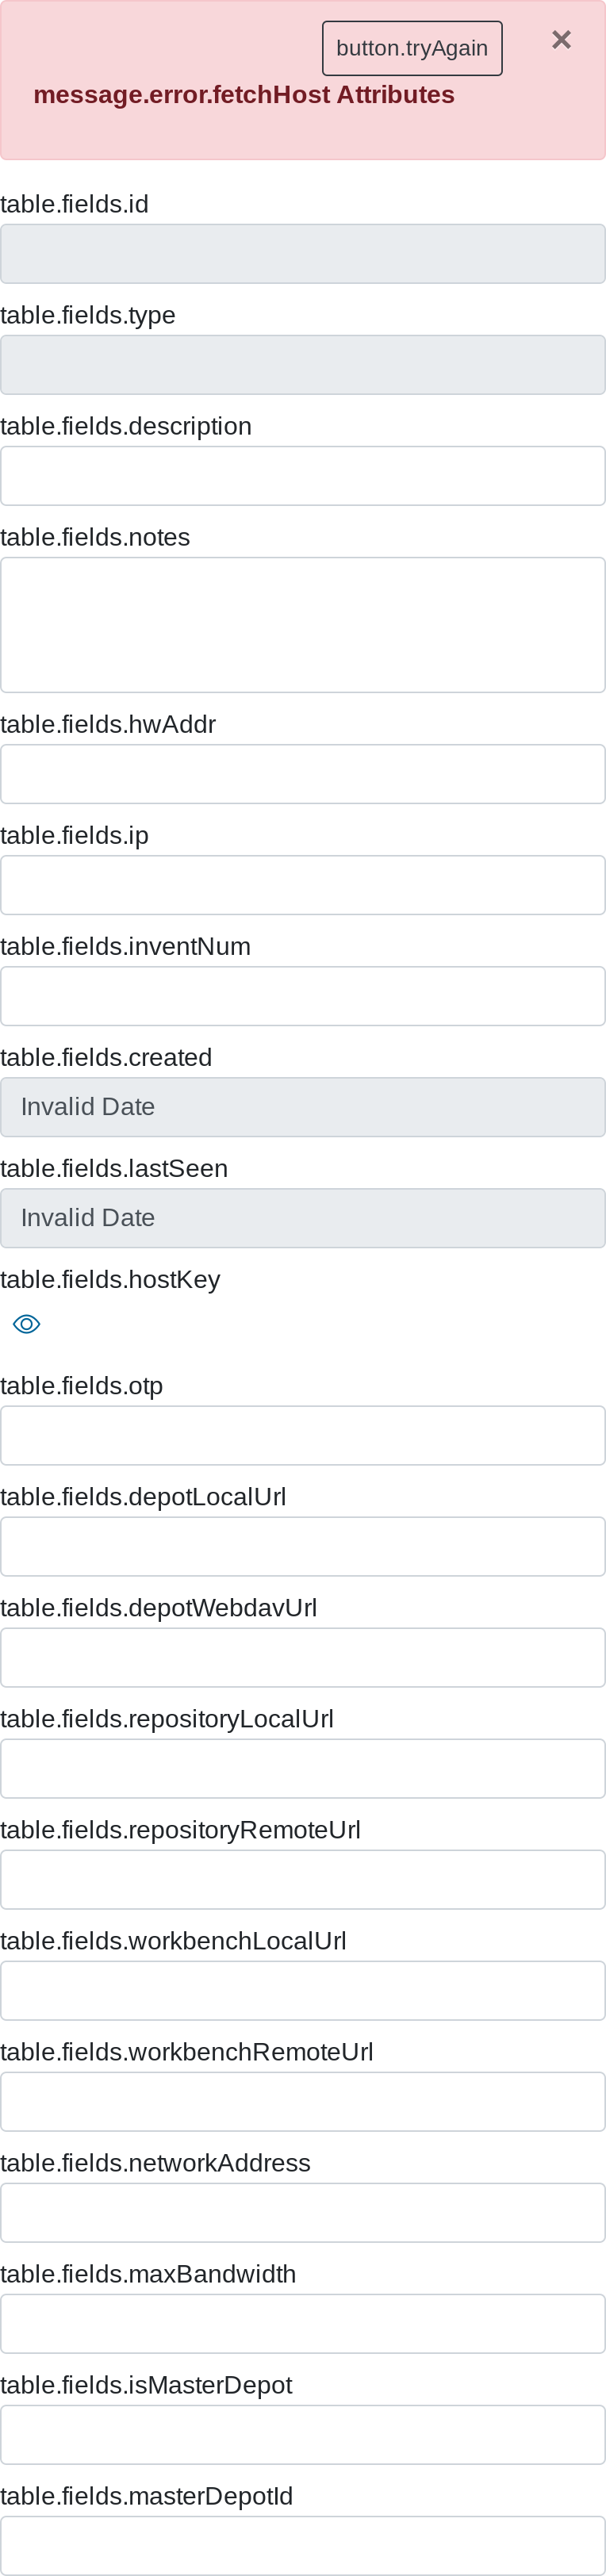 button.tryAgain
×
message.error.fetchHost Attributes
table.fields.id
table.fields.type
table.fields.description
table.fields.notes
table.fields.hwAddr
table.fields.ip
table.fields.inventNum
table.fields.created
Invalid Date
table.fields.lastSeen
Invalid Date
table.fields.hostKey
table.fields.otp
table.fields.depotLocalUrl
table.fields.depotWebdavUrl
table.fields.repositoryLocalUrl
table.fields.repositoryRemoteUrl
table.fields.workbenchLocalUrl
table.fields.workbenchRemoteUrl
table.fields.networkAddress
table.fields.maxBandwidth
table.fields.isMasterDepot
table.fields.masterDepotId